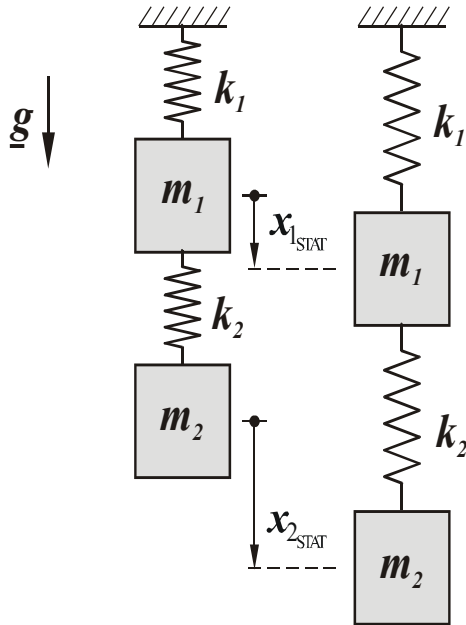 k₁
k₁
g
m₁
x₁STAT
m₁
k₂
k₂
m₂
x₂STAT
m₂